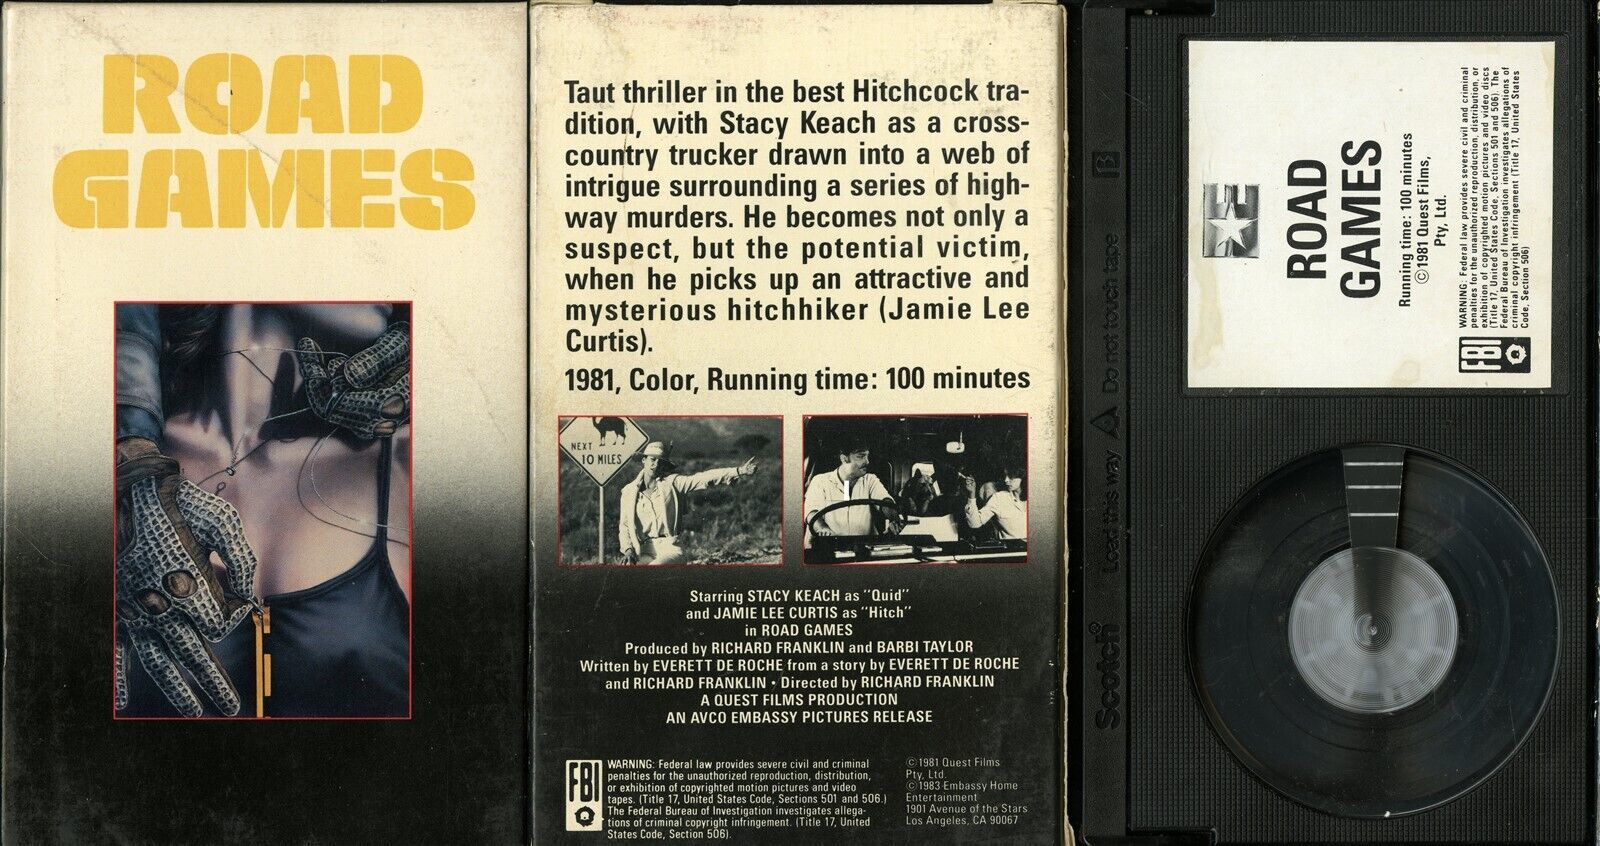 ROAD
GAMES
Taut thriller in the best Hitchcock tra-
dition, with Stacy Keach as a cross-
country trucker drawn into a web of
intrigue surrounding a series of high-
way murders. He becomes not only a
suspect, but the potential victim,
when he picks up an attractive and
mysterious hitchhiker (Jamie Lee
Curtis).
1981, Color, Running time: 100 minutes
NEXT
10 MILES
Starring STACY KEACH as "Quid"
and JAMIE LEE CURTIS as "Hitch"
in ROAD GAMES
Produced by RICHARD FRANKLIN and BARBI TAYLOR
Written by EVERETT DE ROCHE from a story by EVERETT DE ROCHE
and RICHARD FRANKLIN • Directed by RICHARD FRANKLIN
A QUEST FILMS PRODUCTION
AN AVCO EMBASSY PICTURES RELEASE
FBI
WARNING: Federal law provides severe civil and criminal
penalties for the unauthorized reproduction, distribution,
or exhibition of copyrighted motion pictures and video
tapes. (Title 17, United States Code, Sections 501 and 506.)
The Federal Bureau of Investigation investigates allega-
tions of criminal copyright infringement. (Title 17, United
States Code, Section 506).
©1981 Quest Films
Pty, Ltd.
©1983 Embassy Home
Entertainment
1901 Avenue of the Stars
Los Angeles, CA 90067
Scotch
Load this way
Do not touch tape
B
E
ROAD
GAMES
Running time: 100 minutes
©1981 Quest Films,
Pty, Ltd.
FBI
WARNING: Federal law provides severe civil and criminal
penalties for the unauthorized reproduction, distribution, or
exhibition of copyrighted motion pictures and video discs
(Title 17, United States Code, Sections 501 and 506). The
Federal Bureau of Investigation investigates allegations of
criminal copyright infringement (Title 17, United States
Code, Section 506)